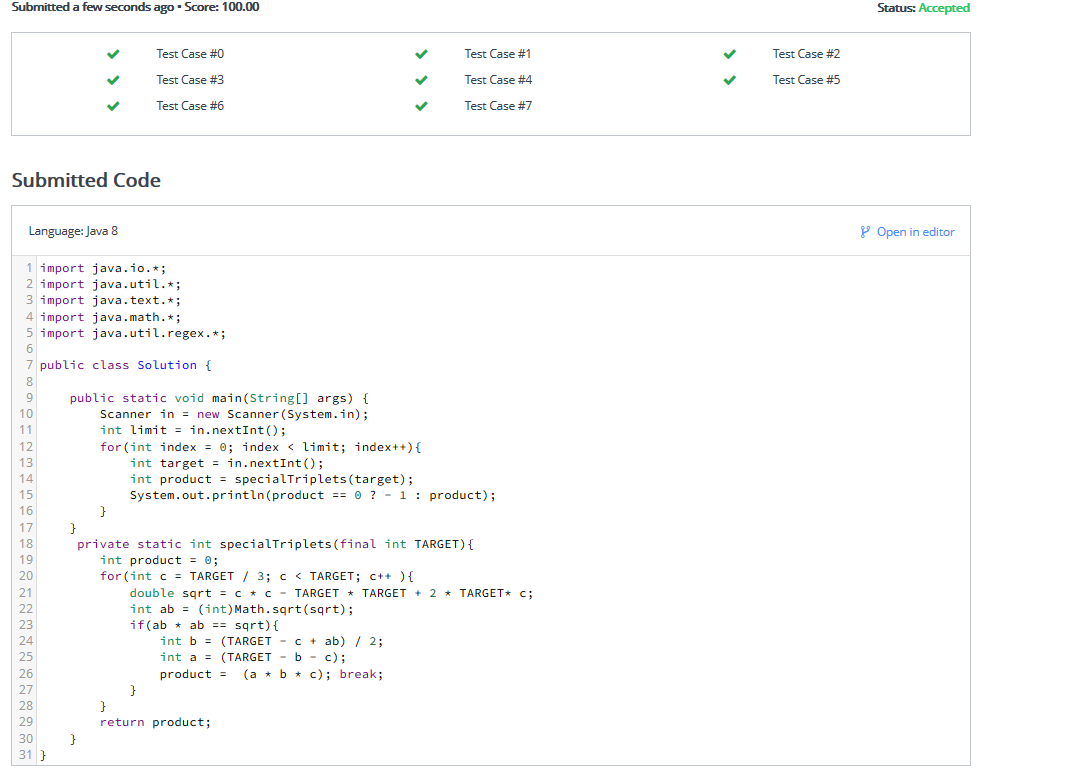 Submitted a few seconds ago • Score: 100.00 Status: Accepted
Test Case #0 Test Case #1 Test Case #2
Test Case #3 Test Case #4 Test Case #5
Test Case #6 Test Case #7
Submitted Code
Language: Java 8 Open in editor
1 import java.io.*;
2 import java.util.*;
3 import java.text.*;
4 import java.math.*;
5 import java.util.regex.*;
6
7 public class Solution {
8
9     public static void main(String[] args) {
10         Scanner in = new Scanner(System.in);
11         int limit = in.nextInt();
12         for(int index = 0; index < limit; index++){
13             int target = in.nextInt();
14             int product = specialTriplets(target);
15             System.out.println(product == 0 ? - 1 : product);
16         }
17     }
18      private static int specialTriplets(final int TARGET){
19         int product = 0;
20         for(int c = TARGET / 3; c < TARGET; c++ ){
21             double sqrt = c * c - TARGET * TARGET + 2 * TARGET* c;
22             int ab = (int)Math.sqrt(sqrt);
23             if(ab * ab == sqrt){
24                 int b = (TARGET - c + ab) / 2;
25                 int a = (TARGET - b - c);
26                 product =  (a * b * c); break;
27             }
28         }
29         return product;
30     }
31 }